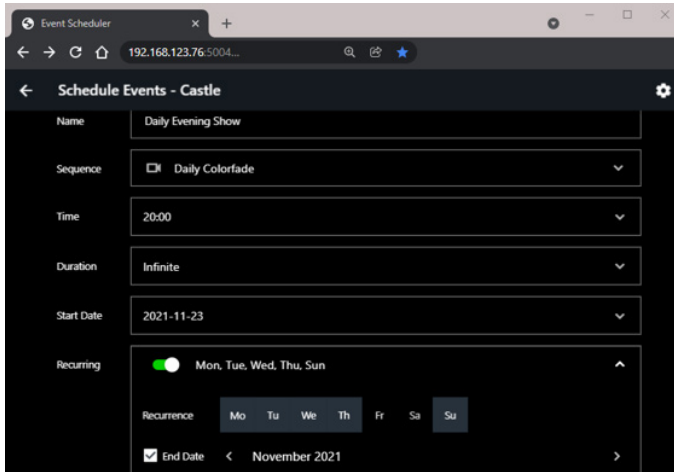 Event Scheduler
192.168.123.76:5004...
Schedule Events - Castle
Name Daily Evening Show
Sequence Daily Colorfade
Time 20:00
Duration Infinite
Start Date 2021-11-23
Recurring Mon, Tue, Wed, Thu, Sun
Recurrence Mo Tu We Th Fr Sa Su
End Date November 2021